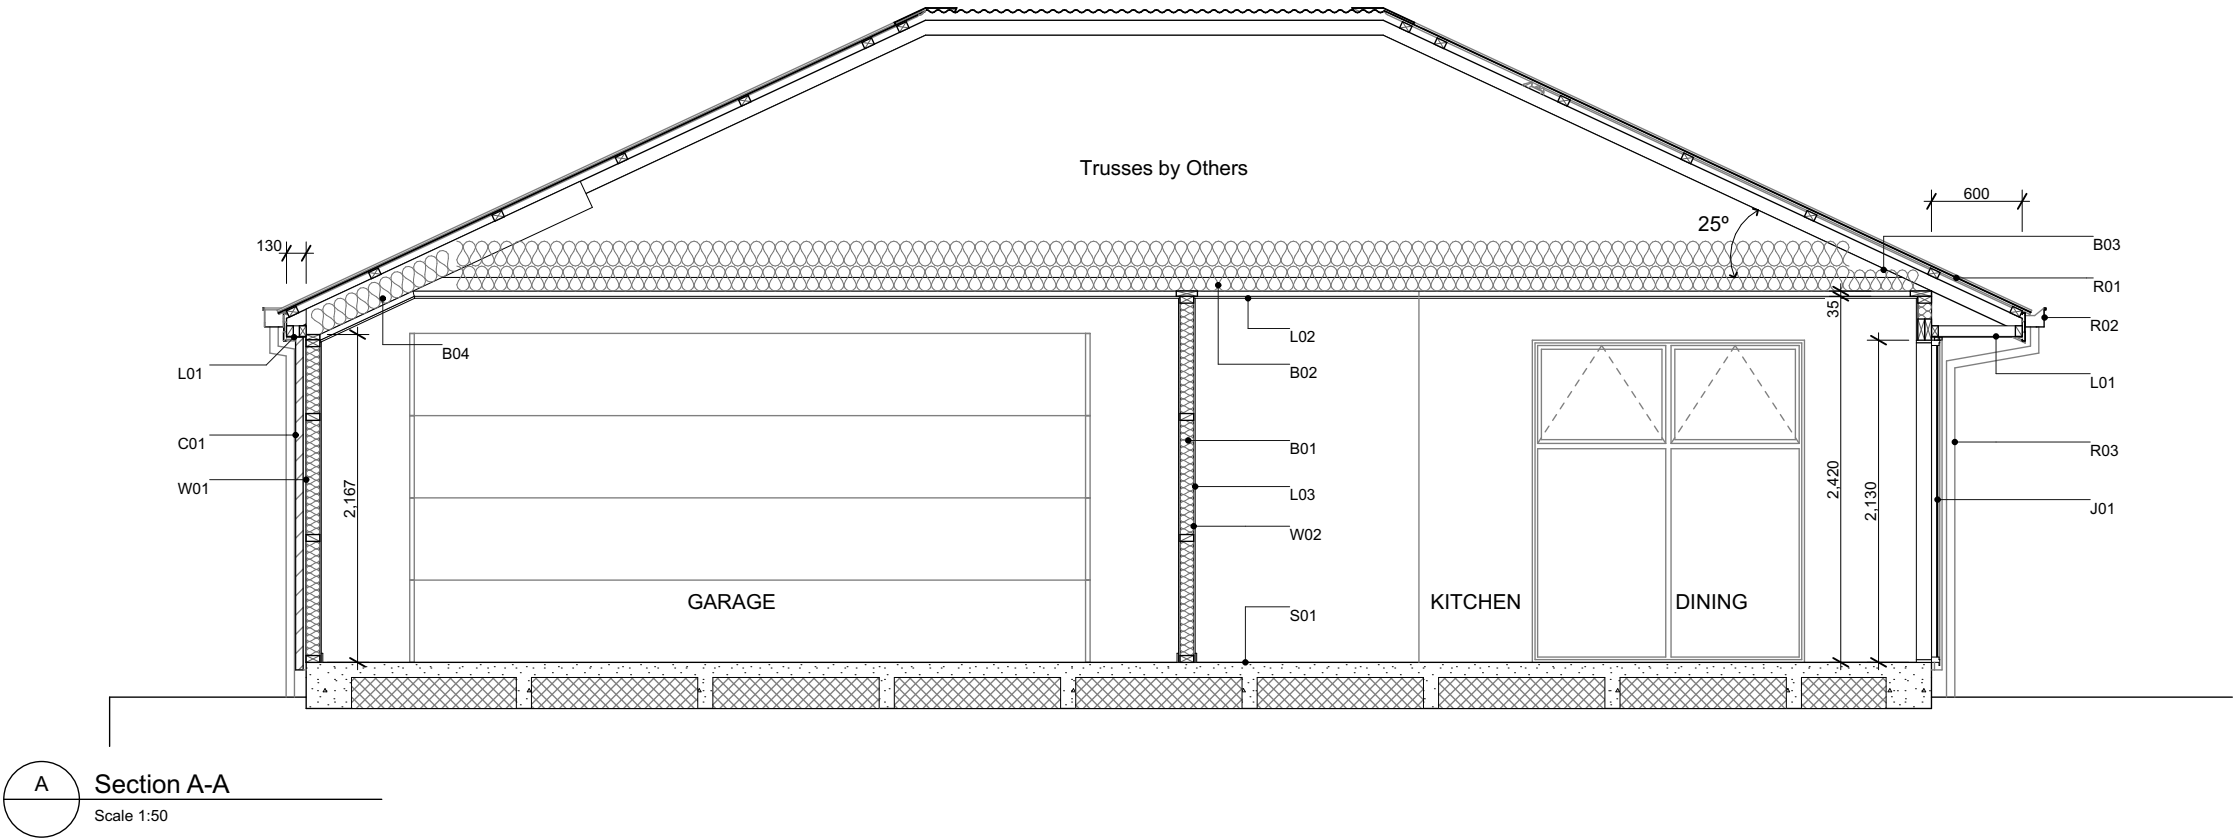 Trusses by Others
25º
600
130
B03
R01
R02
35
L02
B04
B02
L01
L01
C01
B01
R03
W01
L03
2,167
2,420
2,130
J01
W02
GARAGE
KITCHEN
DINING
S01
A
Section A-A
Scale 1:50